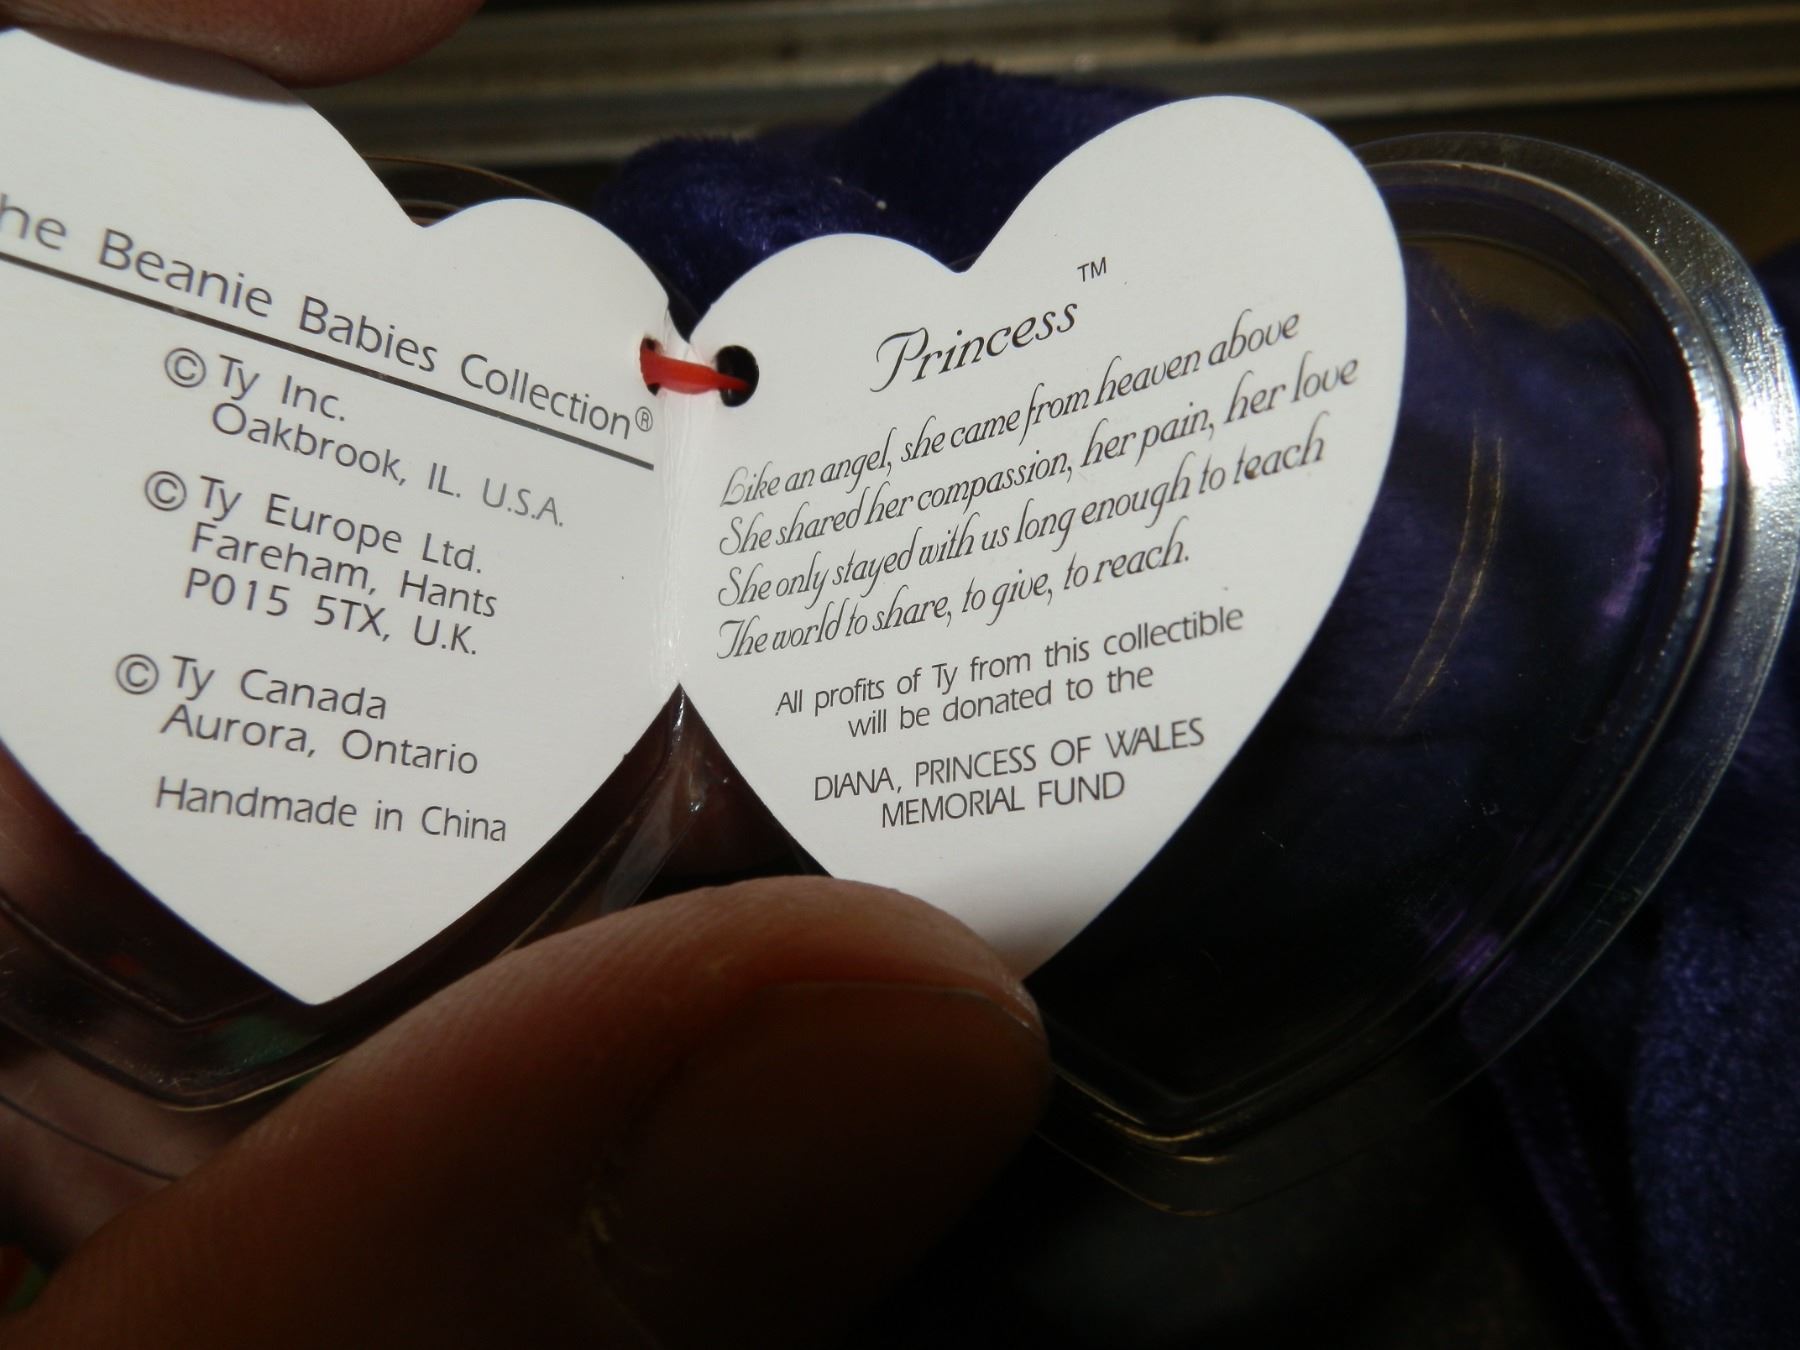 he Beanie Babies Collection®
© Ty Inc.
Oakbrook, IL. U.S.A.
© Ty Europe Ltd.
Fareham, Hants
P015 5TX, U.K.
© Ty Canada
Aurora, Ontario
Handmade in China
Princess™
Like an angel, she came from heaven above
She shared her compassion, her pain, her love
She only stayed with us long enough to teach
The world to share, to give, to reach.
All profits of Ty from this collectible
will be donated to the
DIANA, PRINCESS OF WALES
MEMORIAL FUND